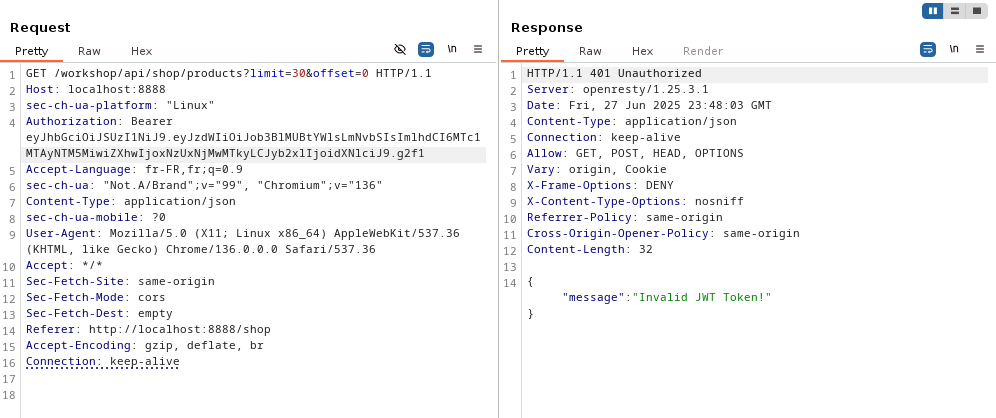 Request
Pretty Raw Hex
\n
1 GET /workshop/api/shop/products?limit=30&offset=0 HTTP/1.1
2 Host: localhost:8888
3 sec-ch-ua-platform: "Linux"
4 Authorization: Bearer
eyJhbGciOiJSUzI1NiJ9.eyJzdWIiOiJob3BlMUBtYWlsLmNvbSIsImlhdCI6MTc1
MTAyNTM5MiwiZXhwIjoxNzUxNjMwMTkyLCJyb2xlIjoidXNlciJ9.g2f1
5 Accept-Language: fr-FR,fr;q=0.9
6 sec-ch-ua: "Not.A/Brand";v="99", "Chromium";v="136"
7 Content-Type: application/json
8 sec-ch-ua-mobile: ?0
9 User-Agent: Mozilla/5.0 (X11; Linux x86_64) AppleWebKit/537.36
(KHTML, like Gecko) Chrome/136.0.0.0 Safari/537.36
10 Accept: */*
11 Sec-Fetch-Site: same-origin
12 Sec-Fetch-Mode: cors
13 Sec-Fetch-Dest: empty
14 Referer: http://localhost:8888/shop
15 Accept-Encoding: gzip, deflate, br
16 Connection: keep-alive
17
18
Response
Pretty Raw Hex Render
\n
1 HTTP/1.1 401 Unauthorized
2 Server: openresty/1.25.3.1
3 Date: Fri, 27 Jun 2025 23:48:03 GMT
4 Content-Type: application/json
5 Connection: keep-alive
6 Allow: GET, POST, HEAD, OPTIONS
7 Vary: origin, Cookie
8 X-Frame-Options: DENY
9 X-Content-Type-Options: nosniff
10 Referrer-Policy: same-origin
11 Cross-Origin-Opener-Policy: same-origin
12 Content-Length: 32
13
14 {
"message":"Invalid JWT Token!"
}